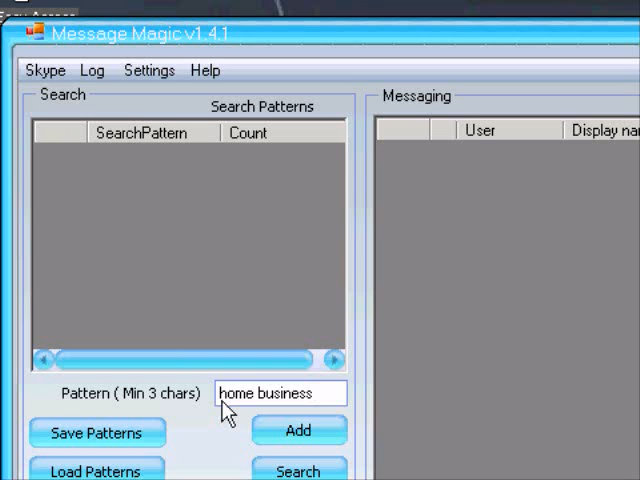 Message Magic v1.4.1
Skype Log Settings Help
Search
Search Patterns
SearchPattern Count
Pattern ( Min 3 chars) home business
Save Patterns Add
Load Patterns Search
Messaging
User Display